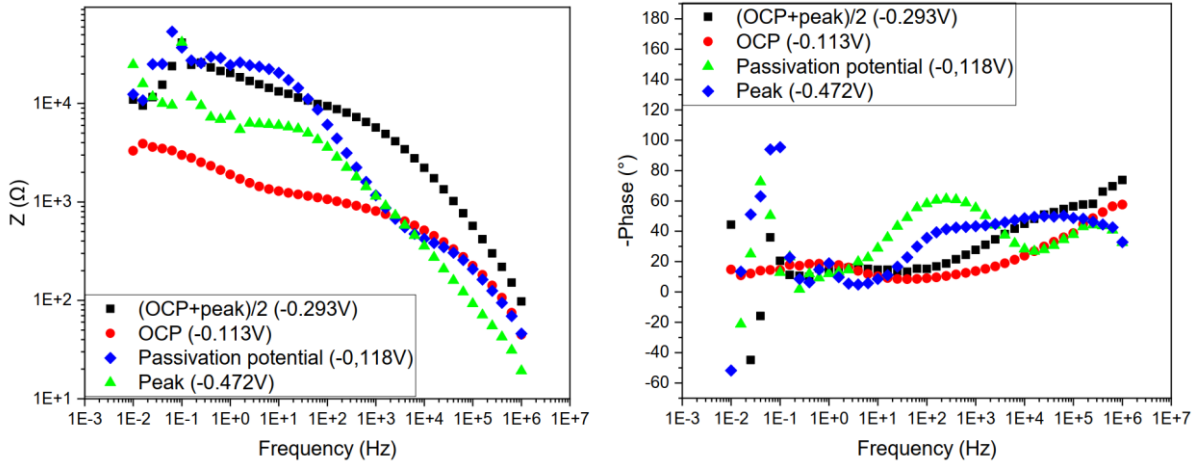 Z (Ω)
1E+4
1E+3
1E+2
1E+1
(OCP+peak)/2 (-0.293V)
OCP (-0.113V)
Passivation potential (-0,118V)
Peak (-0.472V)
1E-3 1E-2 1E-1 1E+0 1E+1 1E+2 1E+3 1E+4 1E+5 1E+6 1E+7
Frequency (Hz)
-Phase (°)
180
160
140
120
100
80
60
40
20
0
-20
-40
-60
(OCP+peak)/2 (-0.293V)
OCP (-0.113V)
Passivation potential (-0,118V)
Peak (-0.472V)
1E-3 1E-2 1E-1 1E+0 1E+1 1E+2 1E+3 1E+4 1E+5 1E+6 1E+7
Frequency (Hz)